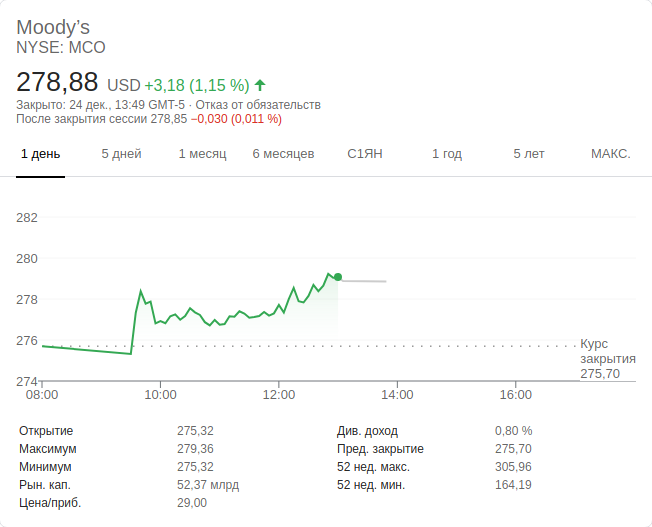 Moody’s
NYSE: MCO
278,88 USD +3,18 (1,15 %)
Закрыто: 24 дек., 13:49 GMT-5 · Отказ от обязательств
После закрытия сессии 278,85 −0,030 (0,011 %)
1 день 5 дней 1 месяц 6 месяцев С1ЯН 1 год 5 лет МАКС.
282
280
278
276
274
Курс
закрытия
275,70
08:00 10:00 12:00 14:00 16:00
Открытие 275,32 Див. доход 0,80 %
Максимум 279,36 Пред. закрытие 275,70
Минимум 275,32 52 нед. макс. 305,96
Рын. кап. 52,37 млрд 52 нед. мин. 164,19
Цена/приб. 29,00